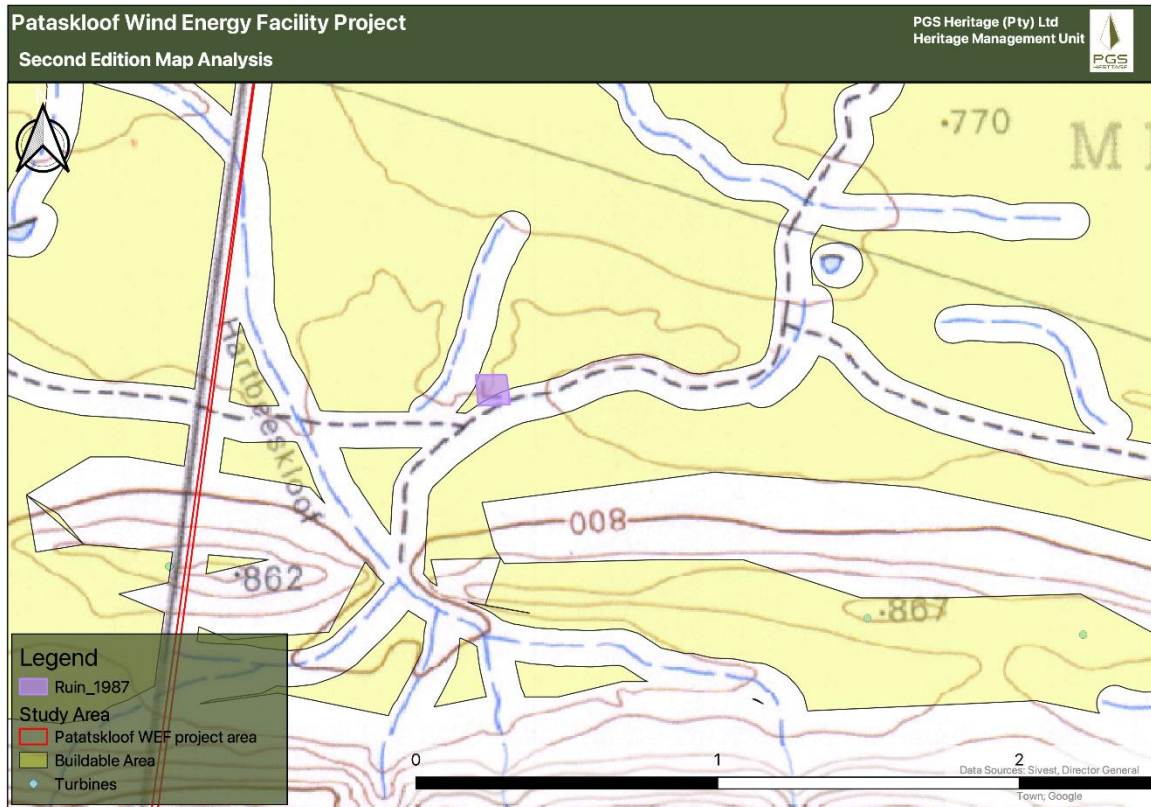 Pataskloof Wind Energy Facility Project
Second Edition Map Analysis
PGS Heritage (Pty) Ltd
Heritage Management Unit
PGS
HERITAGE
N
770
M
Hartbeeskloof
008
862
867
Legend
Ruin_1987
Study Area
Patatskloof WEF project area
Buildable Area
Turbines
0
1
2
Data Sources: Sivest, Director General
Town, Google